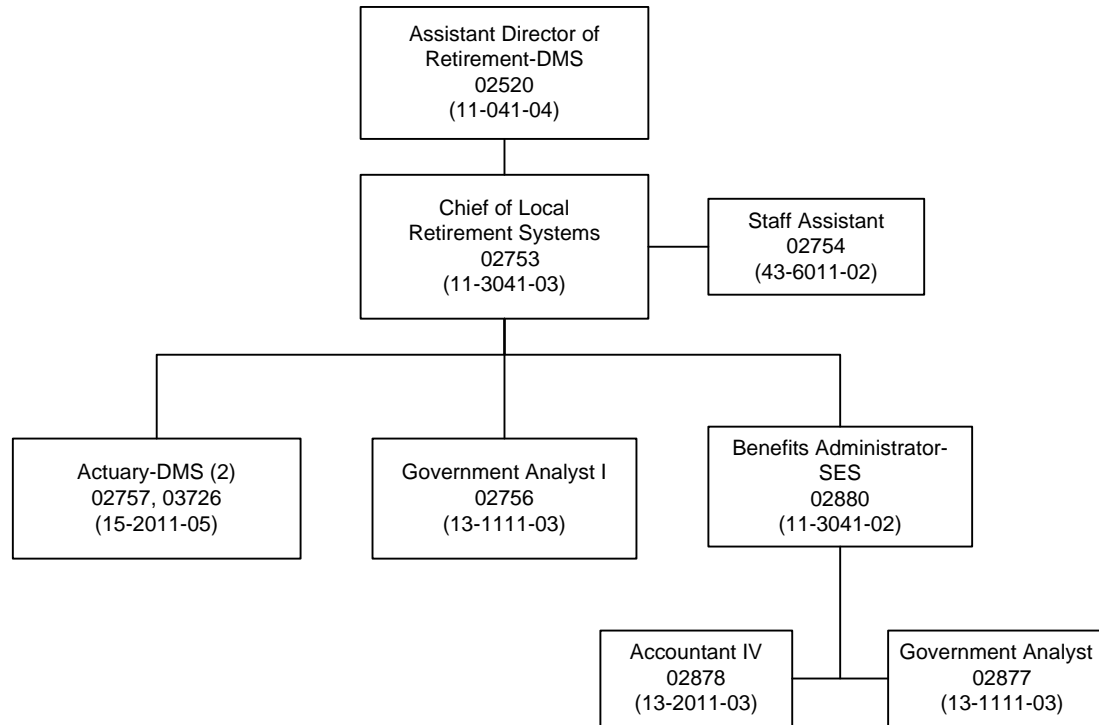 Assistant Director of
Retirement-DMS
02520
(11-041-04)
Chief of Local
Retirement Systems
02753
(11-3041-03)
Staff Assistant
02754
(43-6011-02)
Actuary-DMS (2)
02757, 03726
(15-2011-05)
Government Analyst I
02756
(13-1111-03)
Benefits Administrator-
SES
02880
(11-3041-02)
Accountant IV
02878
(13-2011-03)
Government Analyst
02877
(13-1111-03)